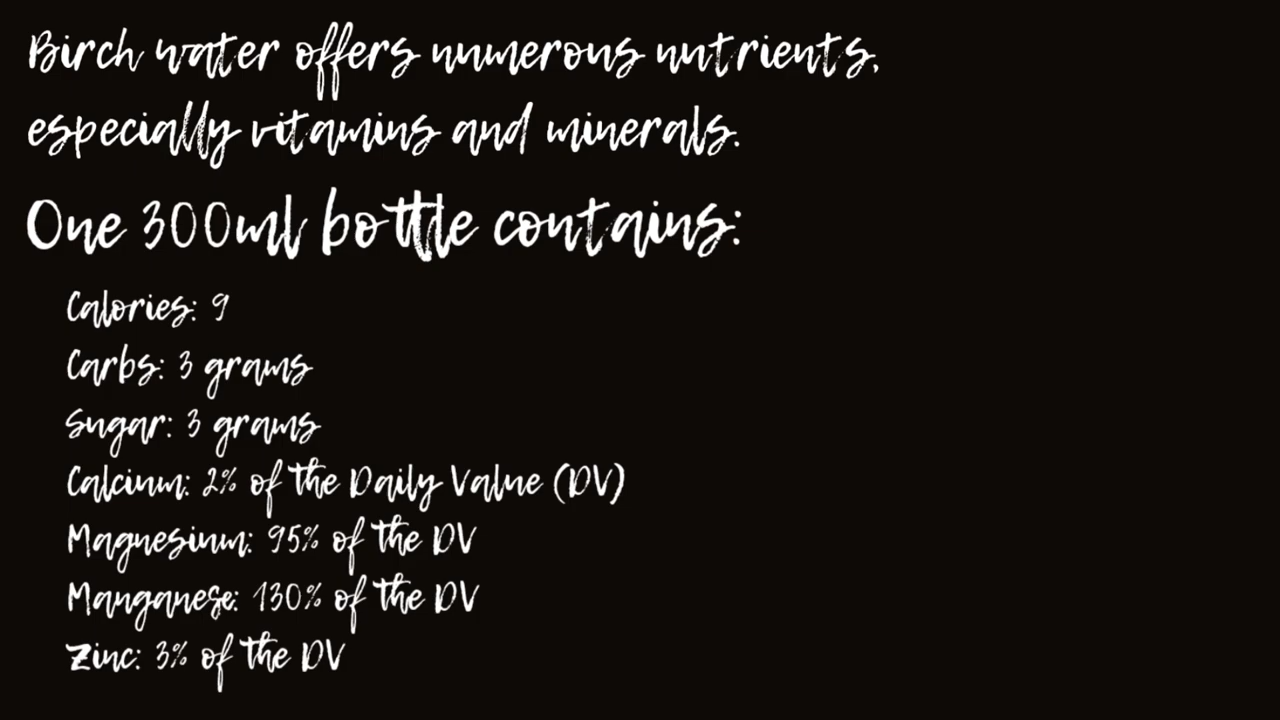 Birch water offers numerous nutrients,
especially vitamins and minerals.
One 300ml bottle contains:
Calories: 9
Carbs: 3 grams
Sugar: 3 grams
Calcium: 2% of the Daily Value (DV)
Magnesium: 95% of the DV
Manganese: 130% of the DV
Zinc: 3% of the DV